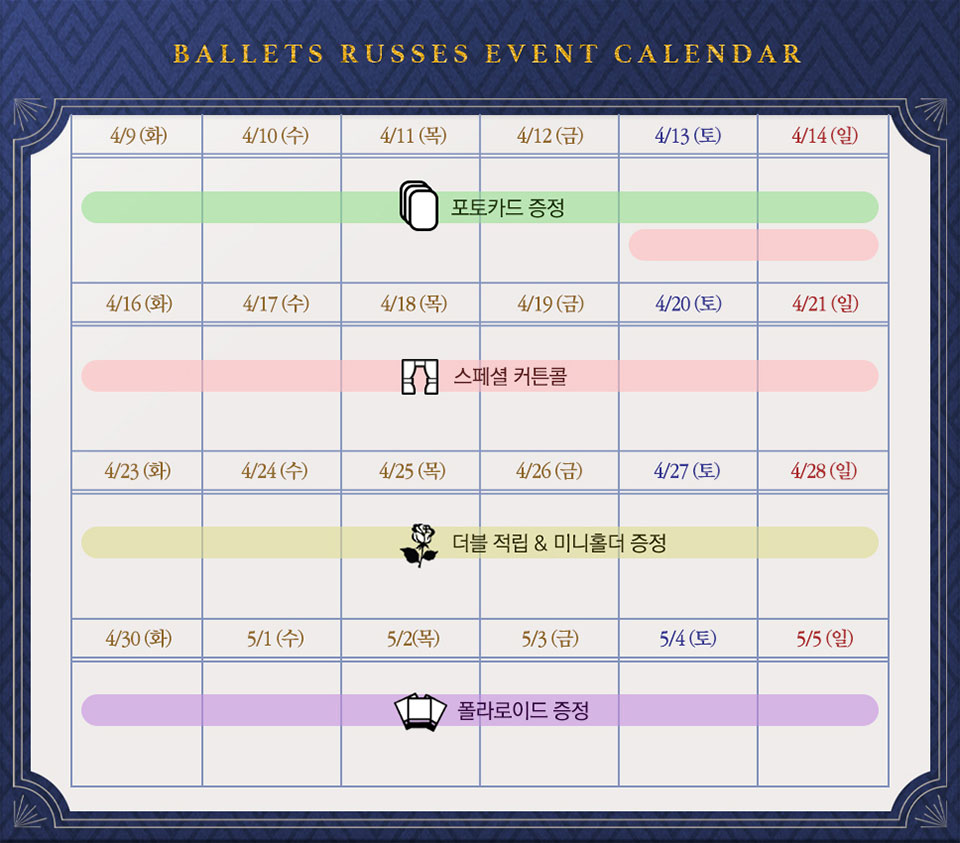 BALLETS RUSSES EVENT CALENDAR
4/9 (화) 4/10 (수) 4/11 (목) 4/12 (금) 4/13 (토) 4/14 (일)
포토카드 증정
4/16 (화) 4/17 (수) 4/18 (목) 4/19 (금) 4/20 (토) 4/21 (일)
스페셜 커튼콜
4/23 (화) 4/24 (수) 4/25 (목) 4/26 (금) 4/27 (토) 4/28 (일)
더블 적립 & 미니홀더 증정
4/30 (화) 5/1 (수) 5/2(목) 5/3 (금) 5/4 (토) 5/5 (일)
폴라로이드 증정